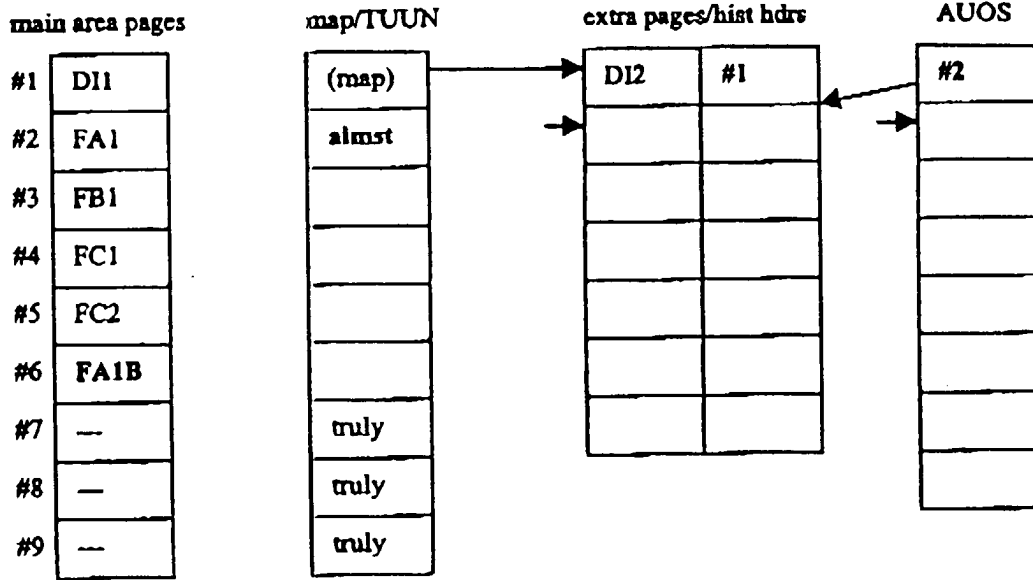 main area pages map/TUUN extra pages/hist hdrs AUOS
#1 DI1 (map) DI2 #1 #2
#2 FA1 almst
#3 FB1
#4 FC1
#5 FC2
#6 FA1B
#7 — truly
#8 — truly
#9 — truly